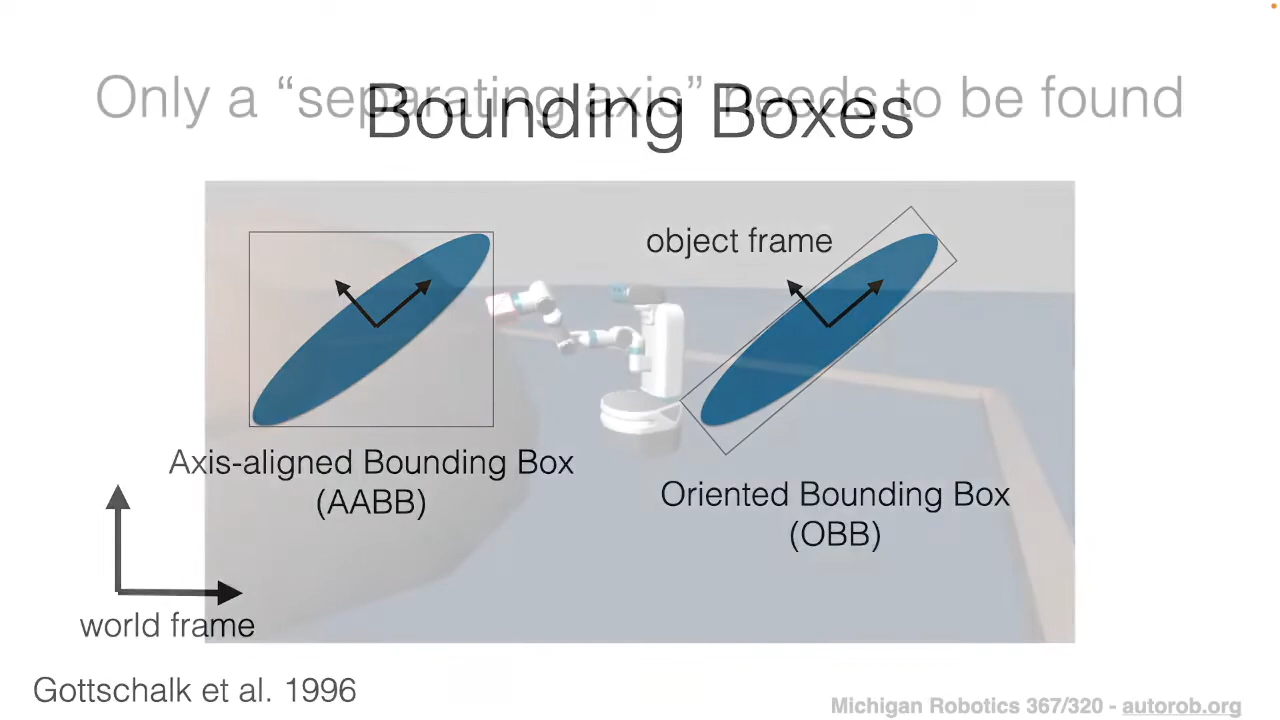 Only a “separating axis” needs to be found
Bounding Boxes
object frame
Axis-aligned Bounding Box
(AABB)
Oriented Bounding Box
(OBB)
world frame
Gottschalk et al. 1996
Michigan Robotics 367/320 - autorob.org